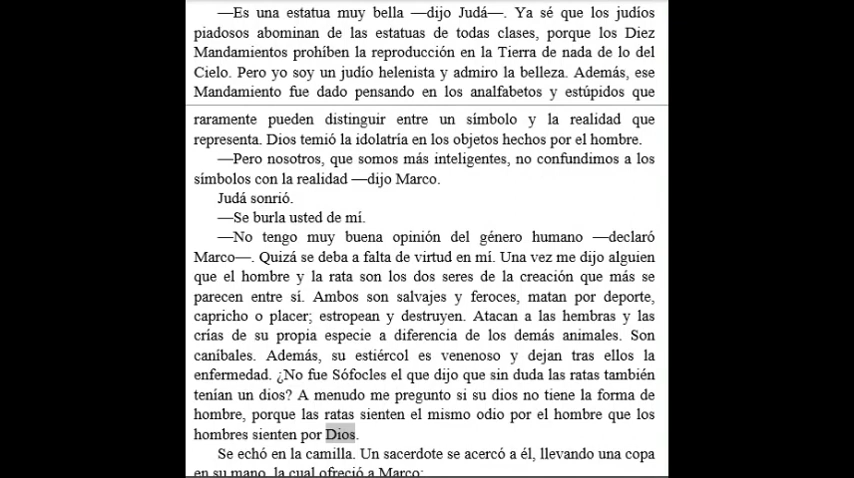 —Es una estatua muy bella —dijo Judá—. Ya sé que los judíos
piadosos abominan de las estatuas de todas clases, porque los Diez
Mandamientos prohíben la reproducción en la Tierra de nada de lo del
Cielo. Pero yo soy un judío helenista y admiro la belleza. Además, ese
Mandamiento fue dado pensando en los analfabetos y estúpidos que
raramente pueden distinguir entre un símbolo y la realidad que
representa. Dios temió la idolatría en los objetos hechos por el hombre.
—Pero nosotros, que somos más inteligentes, no confundimos a los
símbolos con la realidad —dijo Marco.
Judá sonrió.
—Se burla usted de mí.
—No tengo muy buena opinión del género humano —declaró
Marco—. Quizá se deba a falta de virtud en mí. Una vez me dijo alguien
que el hombre y la rata son los dos seres de la creación que más se
parecen entre sí. Ambos son salvajes y feroces, matan por deporte,
capricho o placer; estropean y destruyen. Atacan a las hembras y las
crías de su propia especie a diferencia de los demás animales. Son
caníbales. Además, su estiércol es venenoso y dejan tras ellos la
enfermedad. ¿No fue Sófocles el que dijo que sin duda las ratas también
tenían un dios? A menudo me pregunto si su dios no tiene la forma de
hombre, porque las ratas sienten el mismo odio por el hombre que los
hombres sienten por Dios.
Se echó en la camilla. Un sacerdote se acercó a él, llevando una copa
en su mano, la cual ofreció a Marco: